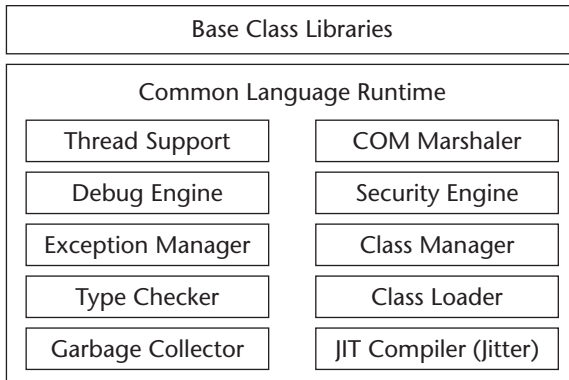 Base Class Libraries
Common Language Runtime
Thread Support
COM Marshaler
Debug Engine
Security Engine
Exception Manager
Class Manager
Type Checker
Class Loader
Garbage Collector
JIT Compiler (Jitter)